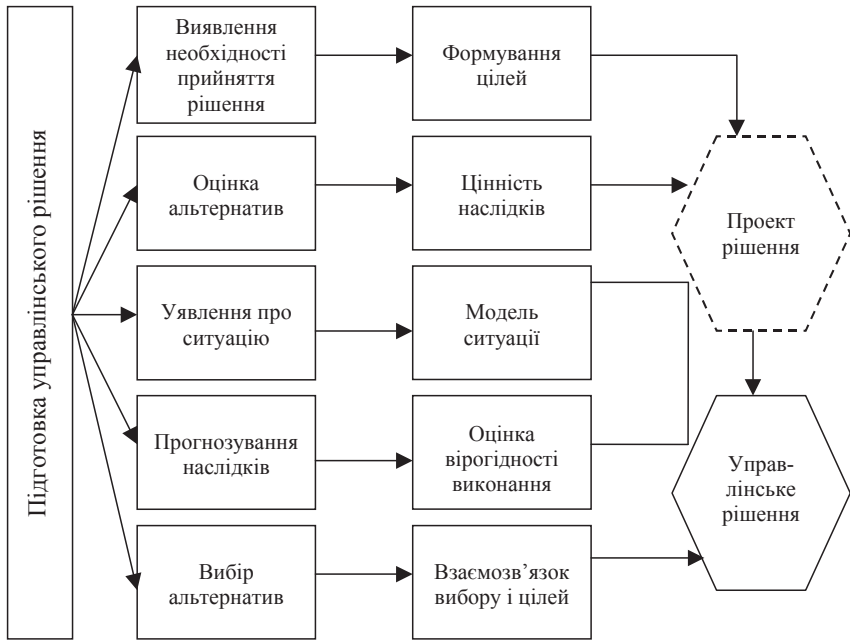 Підготовка управлінського рішення
Виявлення
необхідності
прийняття
рішення
Формування
цілей
Оцінка
альтернатив
Цінність
наслідків
Проект
рішення
Уявлення про
ситуацію
Модель
ситуації
Прогнозування
наслідків
Оцінка
вірогідності
виконання
Управ-
лінське
рішення
Вибір
альтернатив
Взаємозв’язок
вибору і цілей